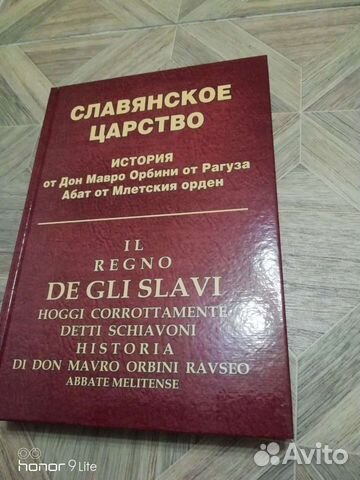 СЛАВЯНСКОЕ
ЦАРСТВО
ИСТОРИЯ
от Дон Мавро Орбини от Рагуза
Абат от Млетския орден
IL
REGNO
DE GLI SLAVI
HOGGI CORROTTAMENTE
DETTI SCHIAVONI
HISTORIA
DI DON MAVRO ORBINI RAVSEO
ABBATE MELITENSE
honor 9 Lite
Avito